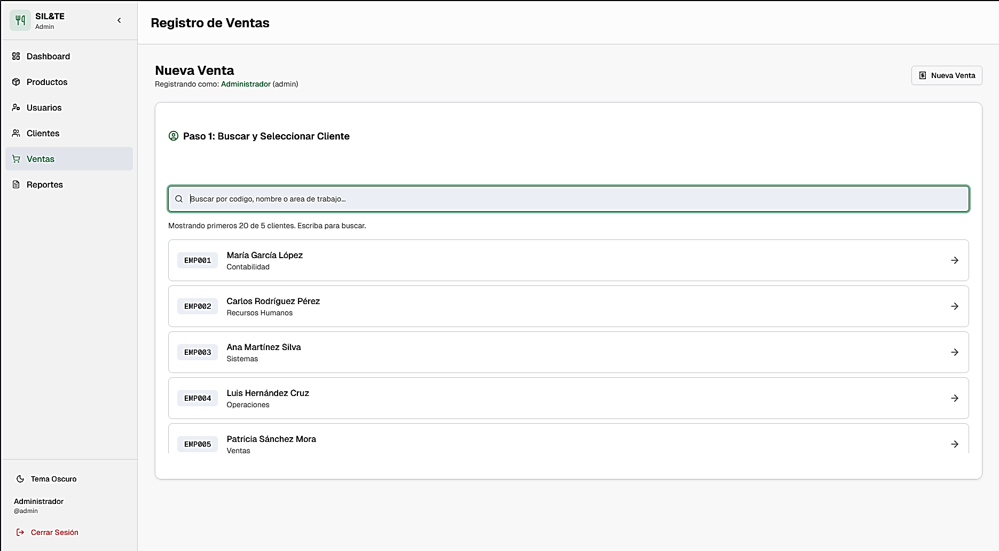 SIL&TE
Admin
Dashboard
Productos
Usuarios
Clientes
Ventas
Reportes
Tema Oscuro
Administrador
@admin
Cerrar Sesión
Registro de Ventas
Nueva Venta
Registrando como: Administrador (admin)
Nueva Venta
Paso 1: Buscar y Seleccionar Cliente
Buscar por codigo, nombre o area de trabajo...
Mostrando primeros 20 de 5 clientes. Escriba para buscar.
EMP001
María García López
Contabilidad
EMP002
Carlos Rodríguez Pérez
Recursos Humanos
EMP003
Ana Martínez Silva
Sistemas
EMP004
Luis Hernández Cruz
Operaciones
EMP005
Patricia Sánchez Mora
Ventas